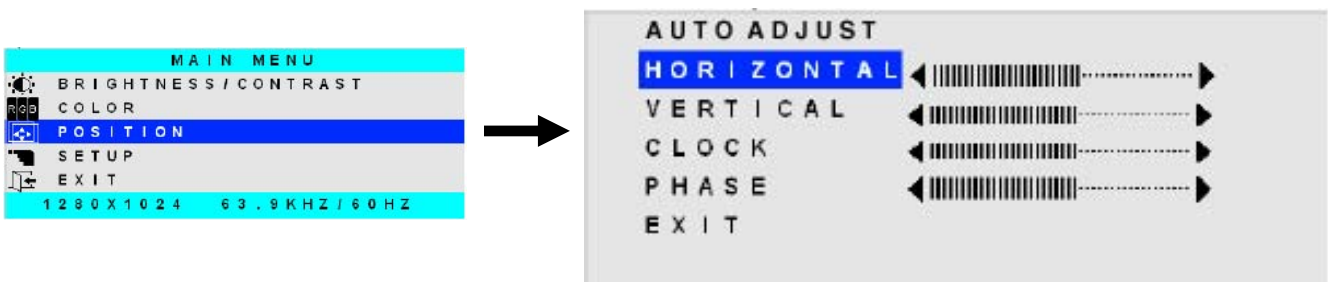 MAIN MENU
BRIGHTNESS/CONTRAST
RGB COLOR
POSITION
SETUP
EXIT
1280X1024 63.9KHZ/60HZ
AUTO ADJUST
HORIZONTAL
VERTICAL
CLOCK
PHASE
EXIT